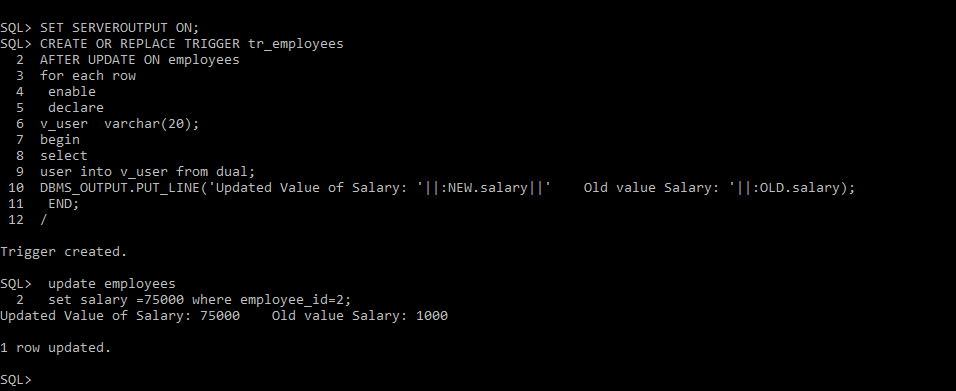 SQL> SET SERVEROUTPUT ON;
SQL> CREATE OR REPLACE TRIGGER tr_employees
  2  AFTER UPDATE ON employees
  3  for each row
  4   enable
  5   declare
  6  v_user  varchar(20);
  7  begin
  8  select
  9  user into v_user from dual;
 10  DBMS_OUTPUT.PUT_LINE('Updated Value of Salary: '||:NEW.salary||'    Old value Salary: '||:OLD.salary);
 11   END;
 12  /
Trigger created.
SQL>  update employees
  2   set salary =75000 where employee_id=2;
Updated Value of Salary: 75000    Old value Salary: 1000
1 row updated.
SQL>